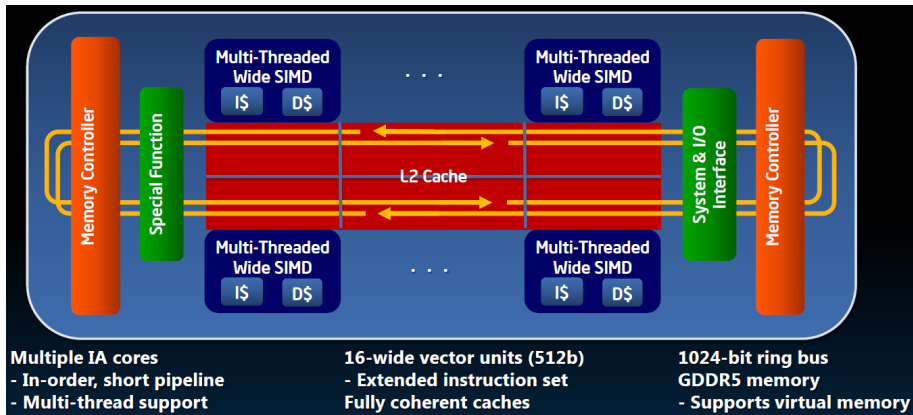 Memory Controller
Special Function
Multi-Threaded
Wide SIMD
I$ D$
. . .
Multi-Threaded
Wide SIMD
I$ D$
L2 Cache
Multi-Threaded
Wide SIMD
I$ D$
. . .
Multi-Threaded
Wide SIMD
I$ D$
System & I/O
Interface
Memory Controller
Multiple IA cores
- In-order, short pipeline
- Multi-thread support
16-wide vector units (512b)
- Extended instruction set
Fully coherent caches
1024-bit ring bus
GDDR5 memory
- Supports virtual memory